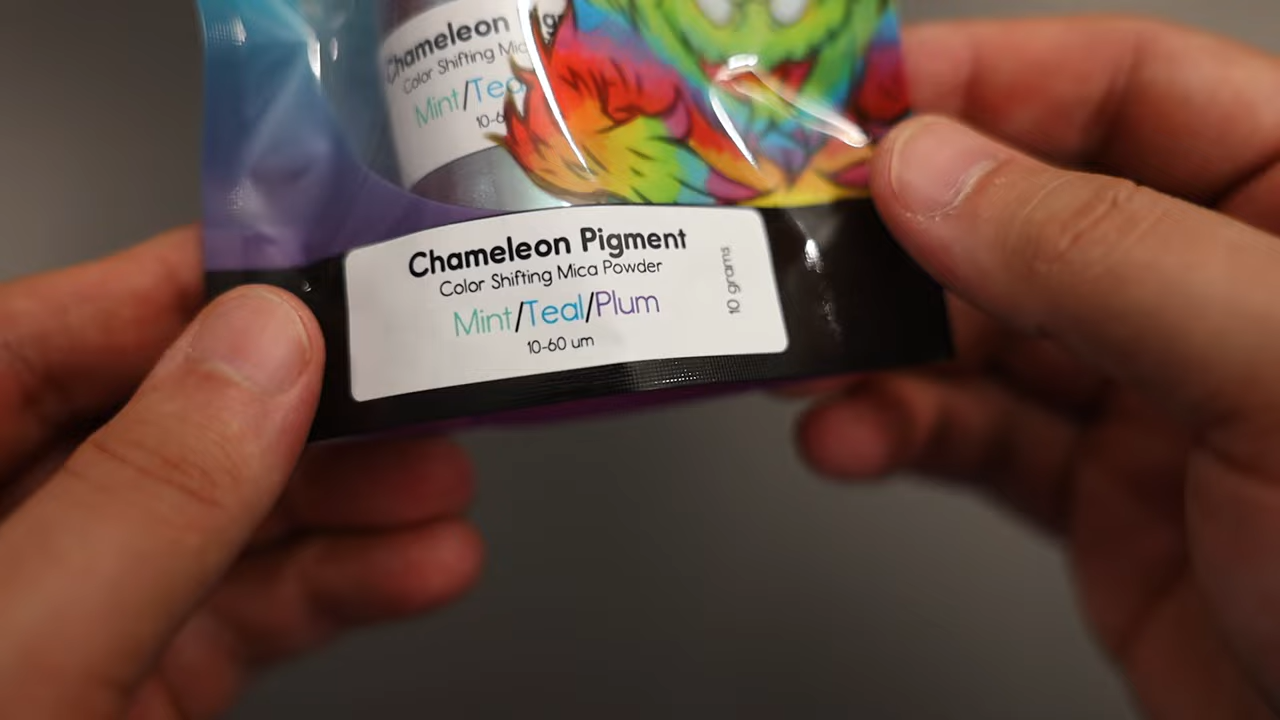 Chameleon
Color Shifting
Mint/Tea
10-6
Chameleon Pigment
Color Shifting Mica Powder
Mint/Teal/Plum
10-60 um
10 grams